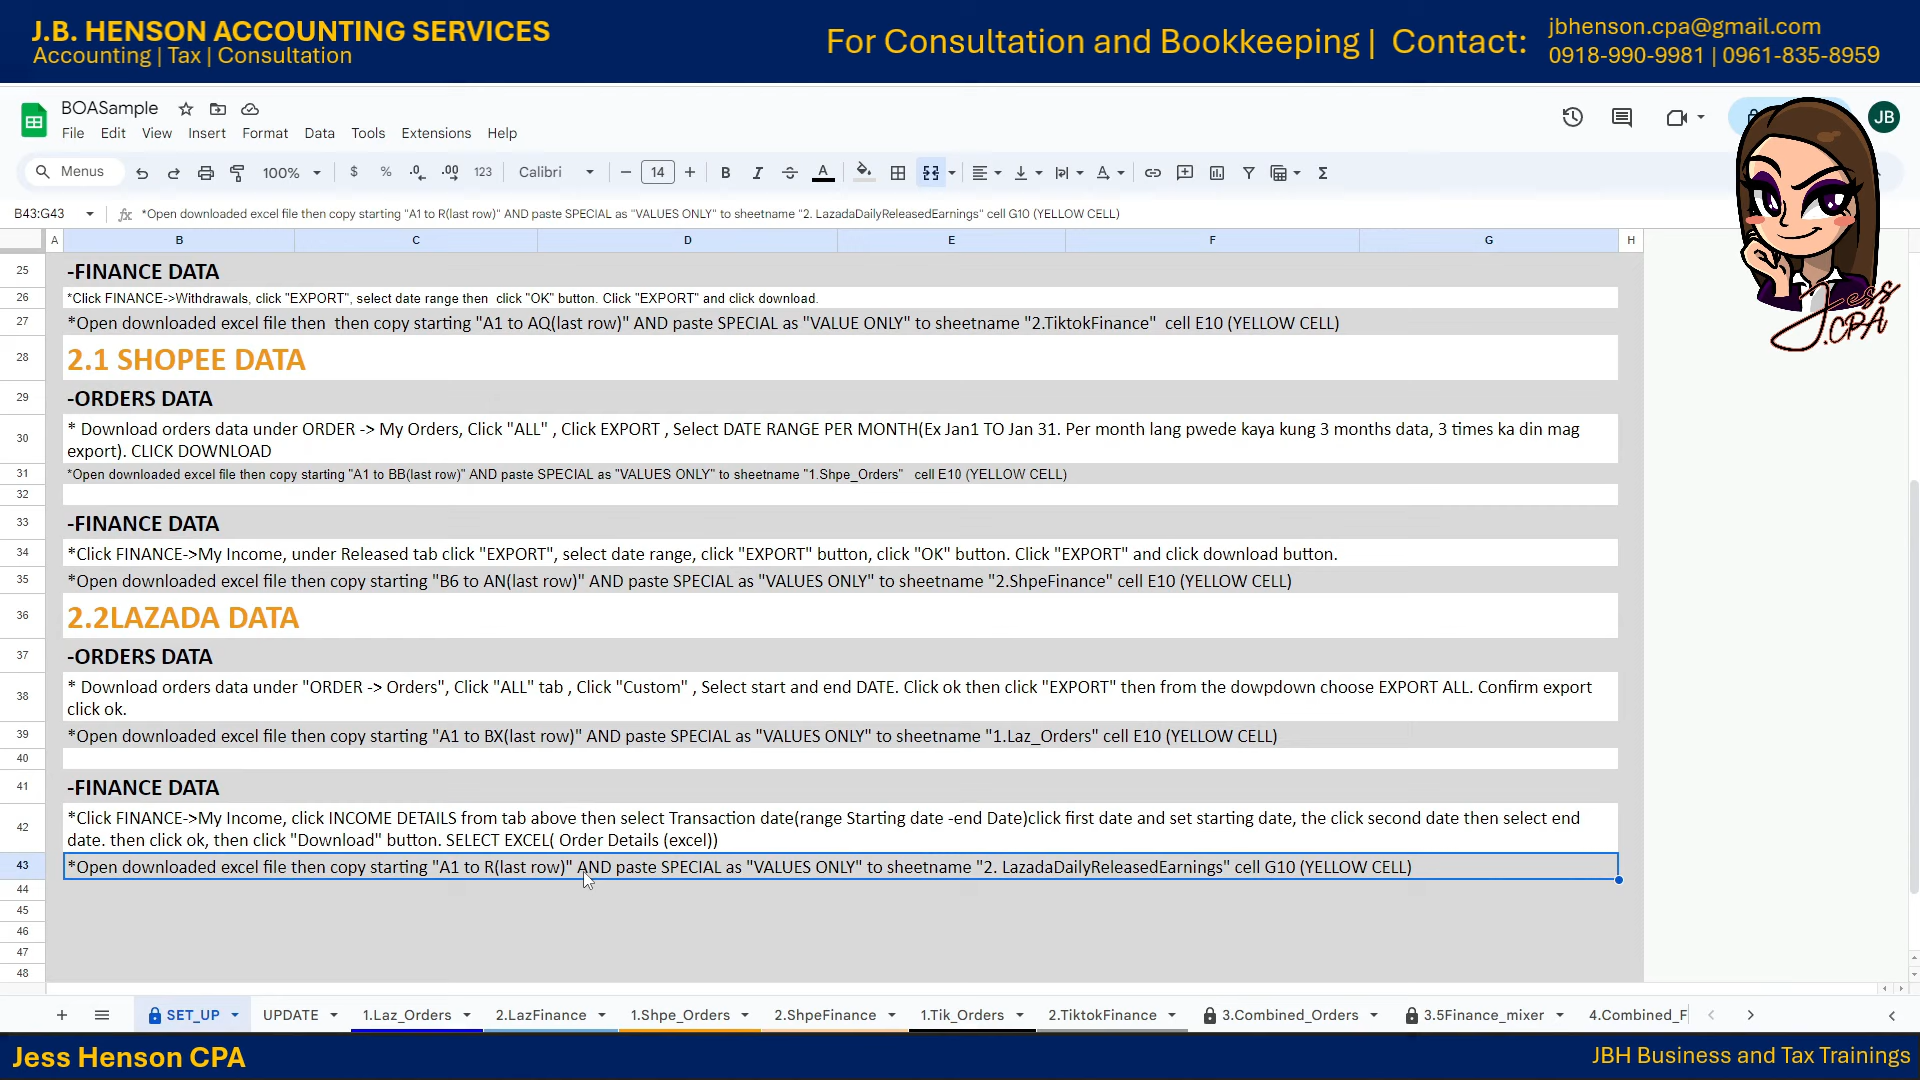 J.B. HENSON ACCOUNTING SERVICES
Accounting | Tax | Consultation
For Consultation and Bookkeeping | Contact:
jbhenson.cpa@gmail.com
0918-990-9981 | 0961-835-8959
BOASample
File Edit View Insert Format Data Tools Extensions Help
JB
Menus
100%
$ % .0 .00 123
Calibri
14
B I A
B43:G43
fx *Open downloaded excel file then copy starting "A1 to R(last row)" AND paste SPECIAL as "VALUES ONLY" to sheetname "2. LazadaDailyReleasedEarnings" cell G10 (YELLOW CELL)
A B C D E F G H
25 -FINANCE DATA
26 *Click FINANCE->Withdrawals, click "EXPORT", select date range then click "OK" button. Click "EXPORT" and click download.
27 *Open downloaded excel file then then copy starting "A1 to AQ(last row)" AND paste SPECIAL as "VALUE ONLY" to sheetname "2.TiktokFinance" cell E10 (YELLOW CELL)
28 2.1 SHOPEE DATA
29 -ORDERS DATA
30 * Download orders data under ORDER -> My Orders, Click "ALL" , Click EXPORT , Select DATE RANGE PER MONTH(Ex Jan1 TO Jan 31. Per month lang pwede kaya kung 3 months data, 3 times ka din mag
export). CLICK DOWNLOAD
31 *Open downloaded excel file then copy starting "A1 to BB(last row)" AND paste SPECIAL as "VALUES ONLY" to sheetname "1.Shpe_Orders" cell E10 (YELLOW CELL)
32
33 -FINANCE DATA
34 *Click FINANCE->My Income, under Released tab click "EXPORT", select date range, click "EXPORT" button, click "OK" button. Click "EXPORT" and click download button.
35 *Open downloaded excel file then copy starting "B6 to AN(last row)" AND paste SPECIAL as "VALUES ONLY" to sheetname "2.ShpeFinance" cell E10 (YELLOW CELL)
36 2.2LAZADA DATA
37 -ORDERS DATA
38 * Download orders data under "ORDER -> Orders", Click "ALL" tab , Click "Custom" , Select start and end DATE. Click ok then click "EXPORT" then from the dowpdown choose EXPORT ALL. Confirm export
click ok.
39 *Open downloaded excel file then copy starting "A1 to BX(last row)" AND paste SPECIAL as "VALUES ONLY" to sheetname "1.Laz_Orders" cell E10 (YELLOW CELL)
40
41 -FINANCE DATA
42 *Click FINANCE->My Income, click INCOME DETAILS from tab above then select Transaction date(range Starting date -end Date)click first date and set starting date, the click second date then select end
date. then click ok, then click "Download" button. SELECT EXCEL( Order Details (excel))
43 *Open downloaded excel file then copy starting "A1 to R(last row)" AND paste SPECIAL as "VALUES ONLY" to sheetname "2. LazadaDailyReleasedEarnings" cell G10 (YELLOW CELL)
44
45
46
47
48
Jess
J.CPA
SET_UP UPDATE 1.Laz_Orders 2.LazFinance 1.Shpe_Orders 2.ShpeFinance 1.Tik_Orders 2.TiktokFinance 3.Combined_Orders 3.5Finance_mixer 4.Combined_F
Jess Henson CPA
JBH Business and Tax Trainings